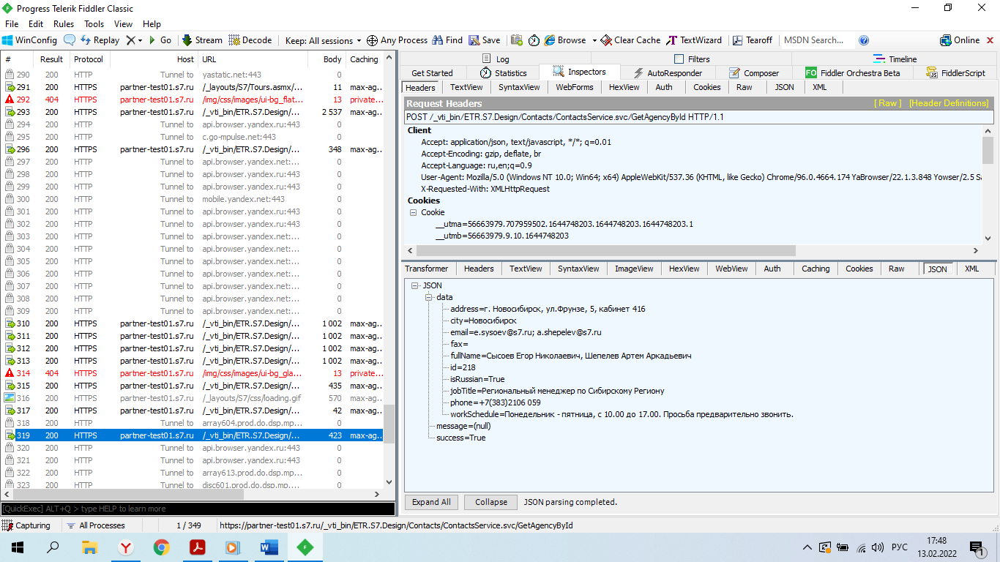 Progress Telerik Fiddler Classic
File Edit Rules Tools View Help
WinConfig Replay Go Stream Decode Keep: All sessions Any Process Find Save Browse Clear Cache TextWizard Tearoff MSDN Search... Online
# Result Protocol Host URL Body Caching
290 200 HTTP Tunnel to yastatic.net:443 0
291 200 HTTPS partner-test01.s7.ru /_layouts/S7/Tours.asmx/... 11 max-ag...
292 404 HTTPS partner-test01.s7.ru /img/css/images/ui-bg_flat... 13 private...
293 200 HTTPS partner-test01.s7.ru /_vti_bin/ETR.S7.Design/... 2 537 max-ag...
294 200 HTTP Tunnel to api.browser.yandex.ru:443 0
295 200 HTTP Tunnel to c.go-mpulse.net:443 0
296 200 HTTPS partner-test01.s7.ru /_vti_bin/ETR.S7.Design/... 348 max-ag...
297 200 HTTP Tunnel to api.browser.yandex.net:... 0
298 200 HTTP Tunnel to api.browser.yandex.ru:443 0
299 200 HTTP Tunnel to api.browser.yandex.ru:443 0
300 200 HTTP Tunnel to mobile.yandex.net:443 0
301 200 HTTP Tunnel to api.browser.yandex.ru:443 0
302 200 HTTP Tunnel to api.browser.yandex.ru:443 0
303 200 HTTP Tunnel to api.browser.yandex.net:... 0
304 200 HTTP Tunnel to api.browser.yandex.net:... 0
305 200 HTTP Tunnel to api.browser.yandex.net:... 0
306 200 HTTP Tunnel to api.browser.yandex.net:... 0
307 200 HTTP Tunnel to api.browser.yandex.net:... 0
308 200 HTTP Tunnel to api.browser.yandex.net:... 0
309 200 HTTP Tunnel to api.browser.yandex.net:... 0
310 200 HTTPS partner-test01.s7.ru /_vti_bin/ETR.S7.Design/... 1 002 max-ag...
311 200 HTTPS partner-test01.s7.ru /_vti_bin/ETR.S7.Design/... 1 002 max-ag...
312 200 HTTPS partner-test01.s7.ru /_vti_bin/ETR.S7.Design/... 1 002 max-ag...
313 200 HTTPS partner-test01.s7.ru /_vti_bin/ETR.S7.Design/... 1 002 max-ag...
314 404 HTTPS partner-test01.s7.ru /img/css/images/ui-bg_gla... 13 private...
315 200 HTTPS partner-test01.s7.ru /_vti_bin/ETR.S7.Design/... 435 max-ag...
316 200 HTTPS partner-test01.s7.ru /_layouts/S7/css/loading.gif 570 max-ag...
317 200 HTTPS partner-test01.s7.ru /_vti_bin/ETR.S7.Design/... 42 max-ag...
318 200 HTTP Tunnel to array604.prod.do.dsp.mp... 0
319 200 HTTPS partner-test01.s7.ru /_vti_bin/ETR.S7.Design/... 423 max-ag...
320 200 HTTP Tunnel to api.browser.yandex.ru:443 0
321 200 HTTP Tunnel to api.browser.yandex.ru:443 0
322 200 HTTP Tunnel to array613.prod.do.dsp.mp... 0
323 200 HTTP Tunnel to disc601.prod.do.dsp.mp.... 0
[QuickExec] ALT+Q > type HELP to learn more
Log Filters Timeline
Get Started Statistics Inspectors AutoResponder Composer FO Fiddler Orchestra Beta FiddlerScript
Headers TextView SyntaxView WebForms HexView Auth Cookies Raw JSON XML
Request Headers [ Raw ] [Header Definitions]
POST /_vti_bin/ETR.S7.Design/Contacts/ContactsService.svc/GetAgencyById HTTP/1.1
Client
Accept: application/json, text/javascript, */*; q=0.01
Accept-Encoding: gzip, deflate, br
Accept-Language: ru,en;q=0.9
User-Agent: Mozilla/5.0 (Windows NT 10.0; Win64; x64) AppleWebKit/537.36 (KHTML, like Gecko) Chrome/96.0.4664.174 YaBrowser/22.1.3.848 Yowser/2.5 Sa
X-Requested-With: XMLHttpRequest
Cookies
Cookie
__utma=56663979.707959502.1644748203.1644748203.1644748203.1
__utmb=56663979.9.10.1644748203
Transformer Headers TextView SyntaxView ImageView HexView WebView Auth Caching Cookies Raw JSON XML
JSON
data
address=г. Новосибирск, ул.Фрунзе, 5, кабинет 416
city=Новосибирск
email=e.sysoev@s7.ru; a.shepelev@s7.ru
fax=
fullName=Сысоев Егор Николаевич, Шепелев Артем Аркадьевич
id=218
isRussian=True
jobTitle=Региональный менеджер по Сибирскому Региону
phone=+7(383)2106 059
workSchedule=Понедельник - пятница, с 10.00 до 17.00. Просьба предварительно звонить.
message=(null)
success=True
Expand All Collapse JSON parsing completed.
Capturing All Processes 1 / 349 https://partner-test01.s7.ru/_vti_bin/ETR.S7.Design/Contacts/ContactsService.svc/GetAgencyById
РУС 17:48
13.02.2022
1